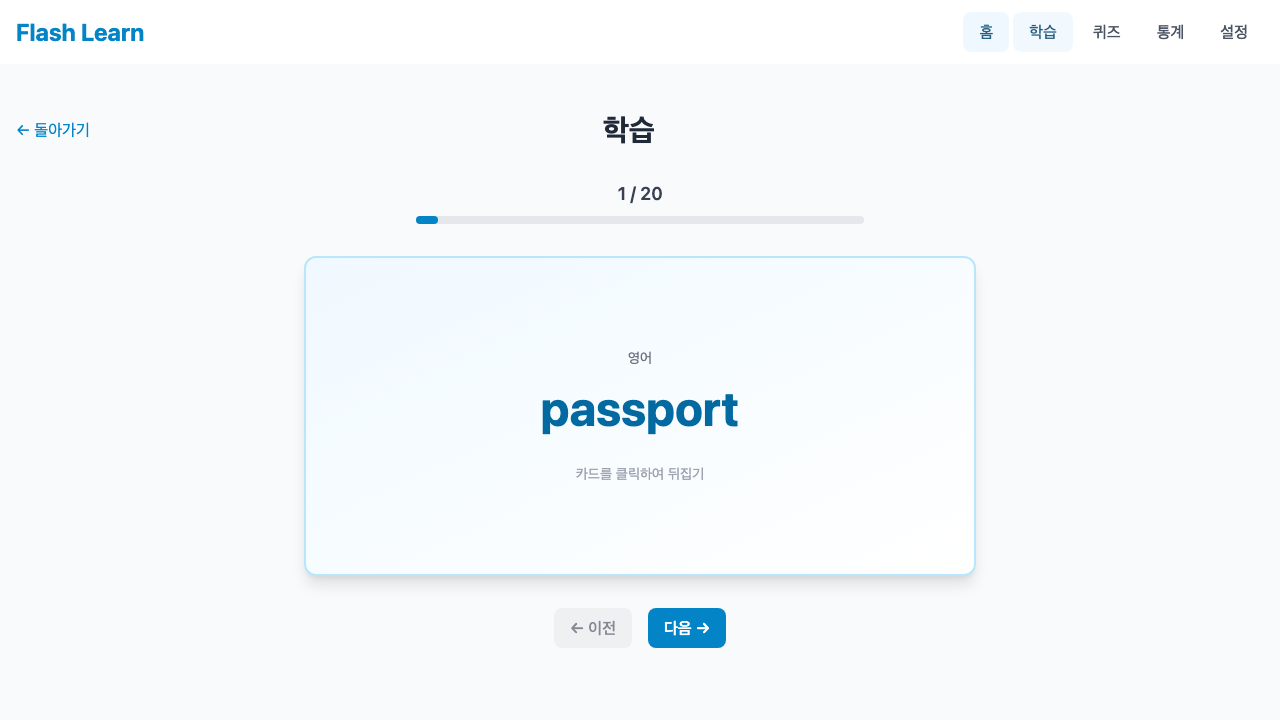 Flash Learn
홈 학습 퀴즈 통계 설정
← 돌아가기
학습
1 / 20
영어
passport
카드를 클릭하여 뒤집기
← 이전 다음 →